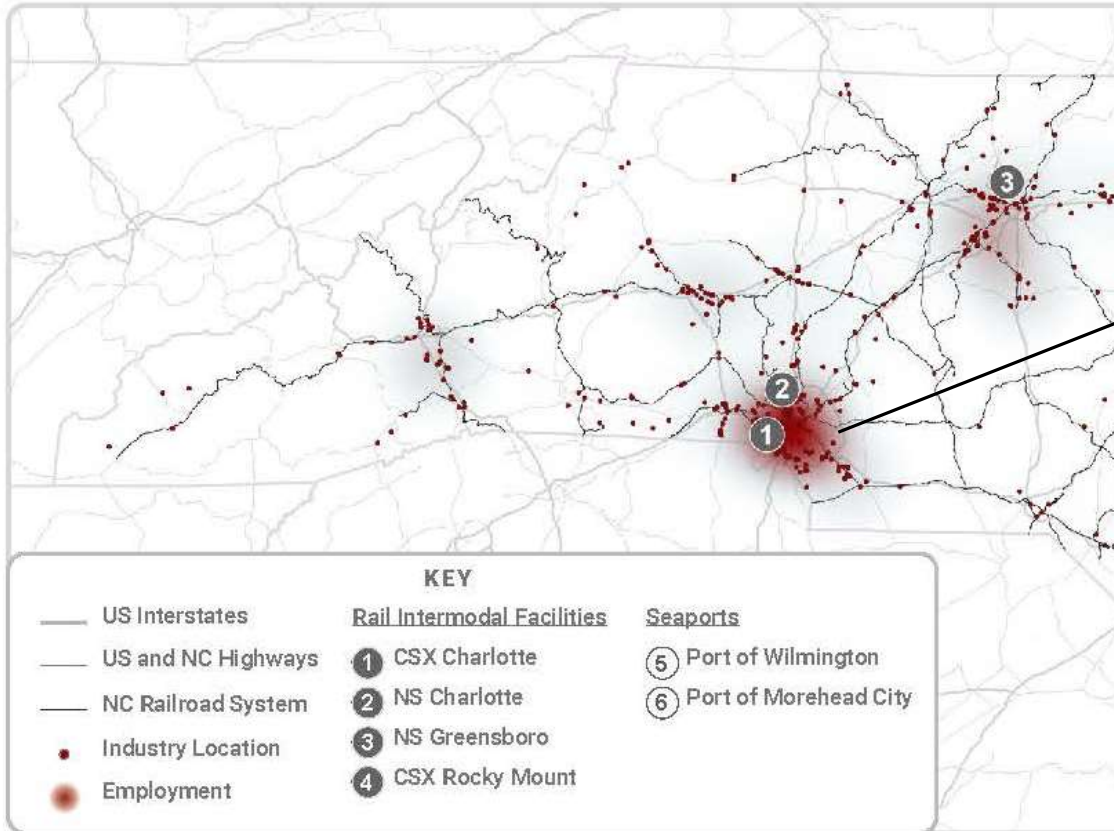 3
2
1
KEY
US Interstates
US and NC Highways
NC Railroad System
Industry Location
Employment
Rail Intermodal Facilities
1 CSX Charlotte
2 NS Charlotte
3 NS Greensboro
4 CSX Rocky Mount
Seaports
5 Port of Wilmington
6 Port of Morehead City